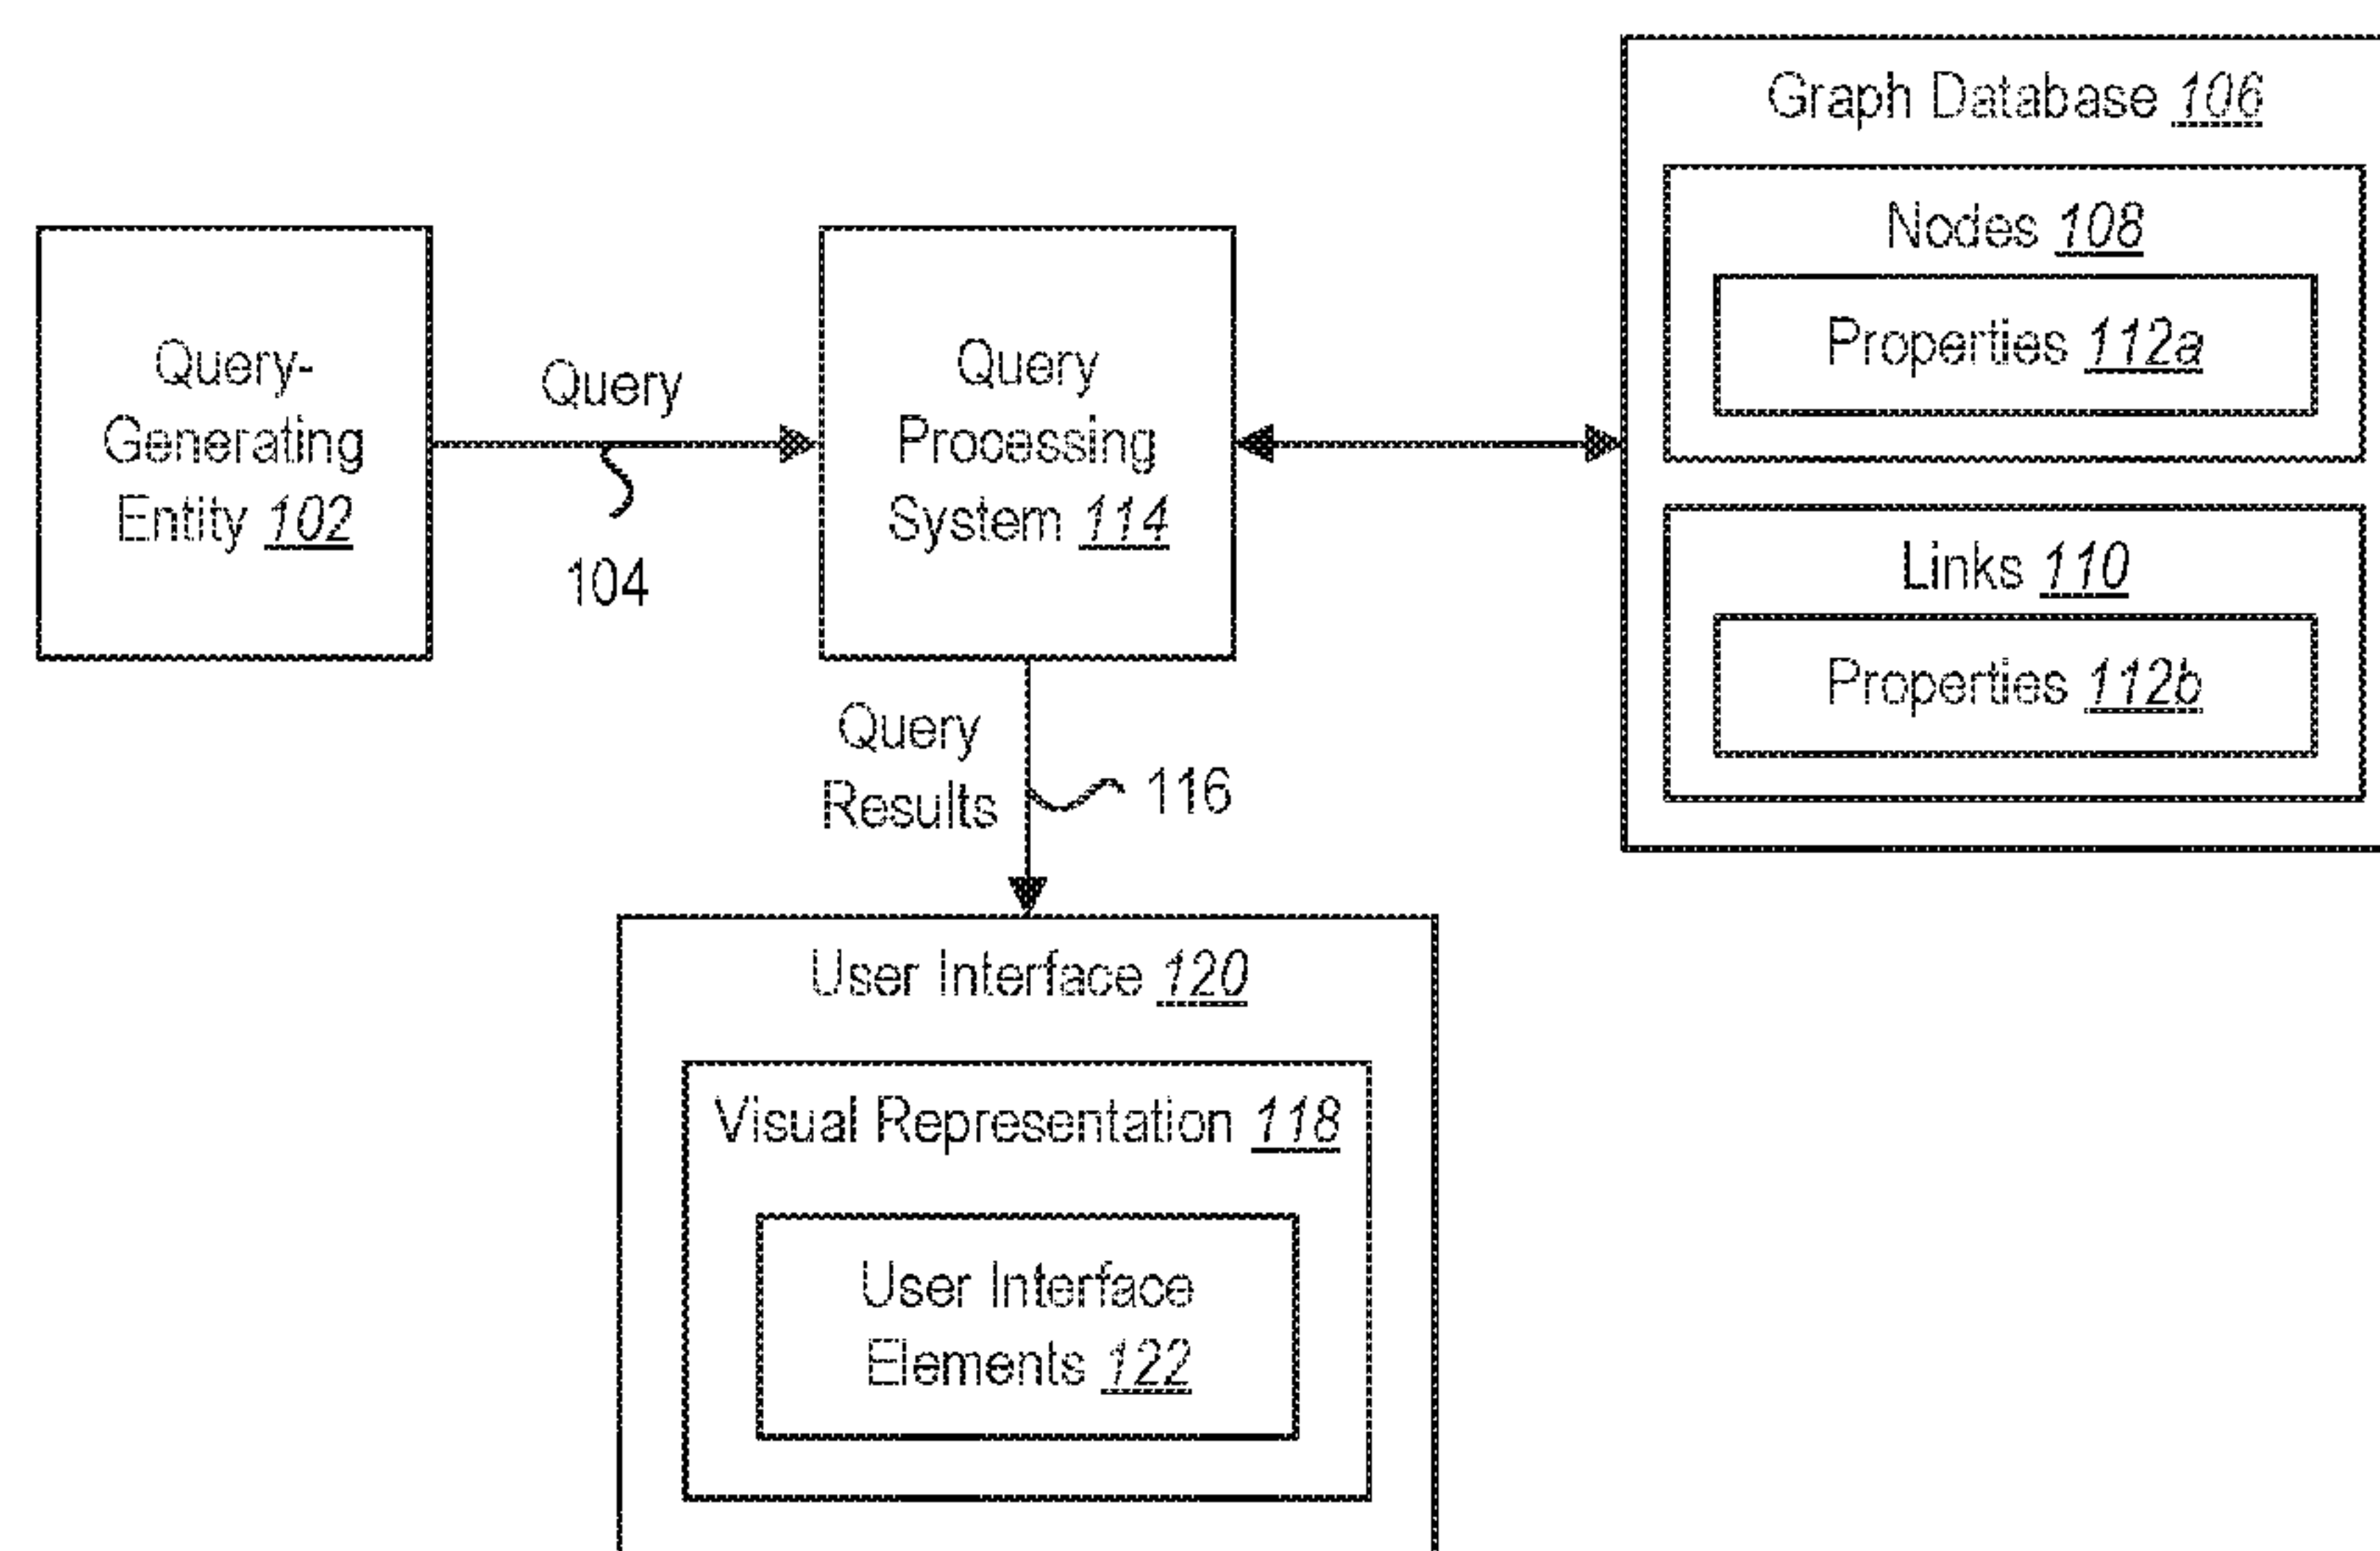 Query-
Generating
Entity 102
Query
104
Query
Processing
System 114
Graph Database 106
Nodes 108
Properties 112a
Links 110
Properties 112b
Query
Results
116
User Interface 120
Visual Representation 118
User Interface
Elements 122